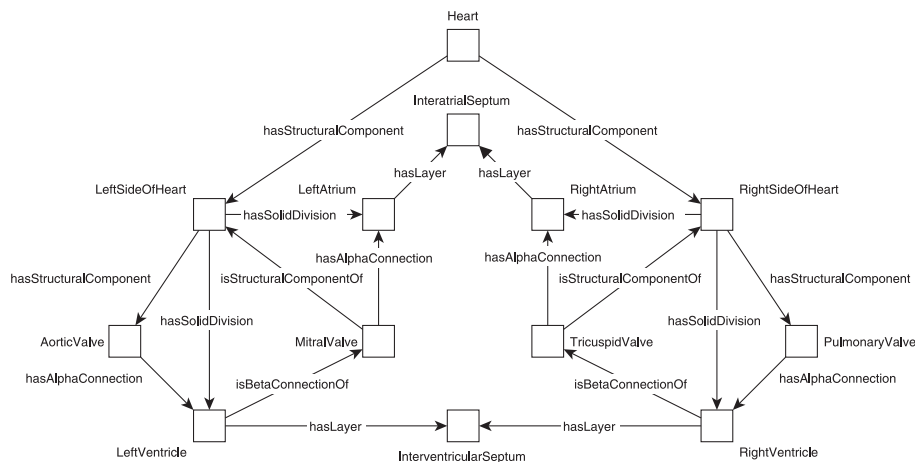 Heart
InteratrialSeptum
hasStructuralComponent
hasStructuralComponent
hasLayer
hasLayer
LeftSideOfHeart
LeftAtrium
RightAtrium
RightSideOfHeart
hasSolidDivision
hasSolidDivision
hasAlphaConnection
hasAlphaConnection
hasStructuralComponent
isStructuralComponentOf
isStructuralComponentOf
hasStructuralComponent
hasSolidDivision
hasSolidDivision
AorticValve
MitralValve
TricuspidValve
PulmonaryValve
hasAlphaConnection
isBetaConnectionOf
isBetaConnectionOf
hasAlphaConnection
hasLayer
hasLayer
LeftVentricle
InterventricularSeptum
RightVentricle